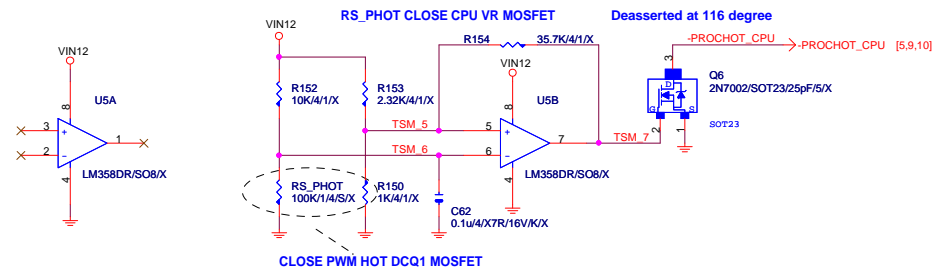 RS_PHOT CLOSE CPU VR MOSFET
Deasserted at 116 degree
VIN12
R154
35.7K/4/1/X
-PROCHOT_CPU
-PROCHOT_CPU [5,9,10]
VIN12
VIN12
3
Q6
2N7002/SOT23/25pF/5/X
D
G
S
SOT23
2
1
R152
10K/4/1/X
R153
2.32K/4/1/X
U5A
8
3
+
2
-
1
4
LM358DR/SO8/X
U5B
8
TSM_5
5
+
TSM_6
6
-
7
TSM_7
4
LM358DR/SO8/X
RS_PHOT
100K/1/4/S/X
R150
1K/4/1/X
C62
0.1u/4/X7R/16V/K/X
CLOSE PWM HOT DCQ1 MOSFET